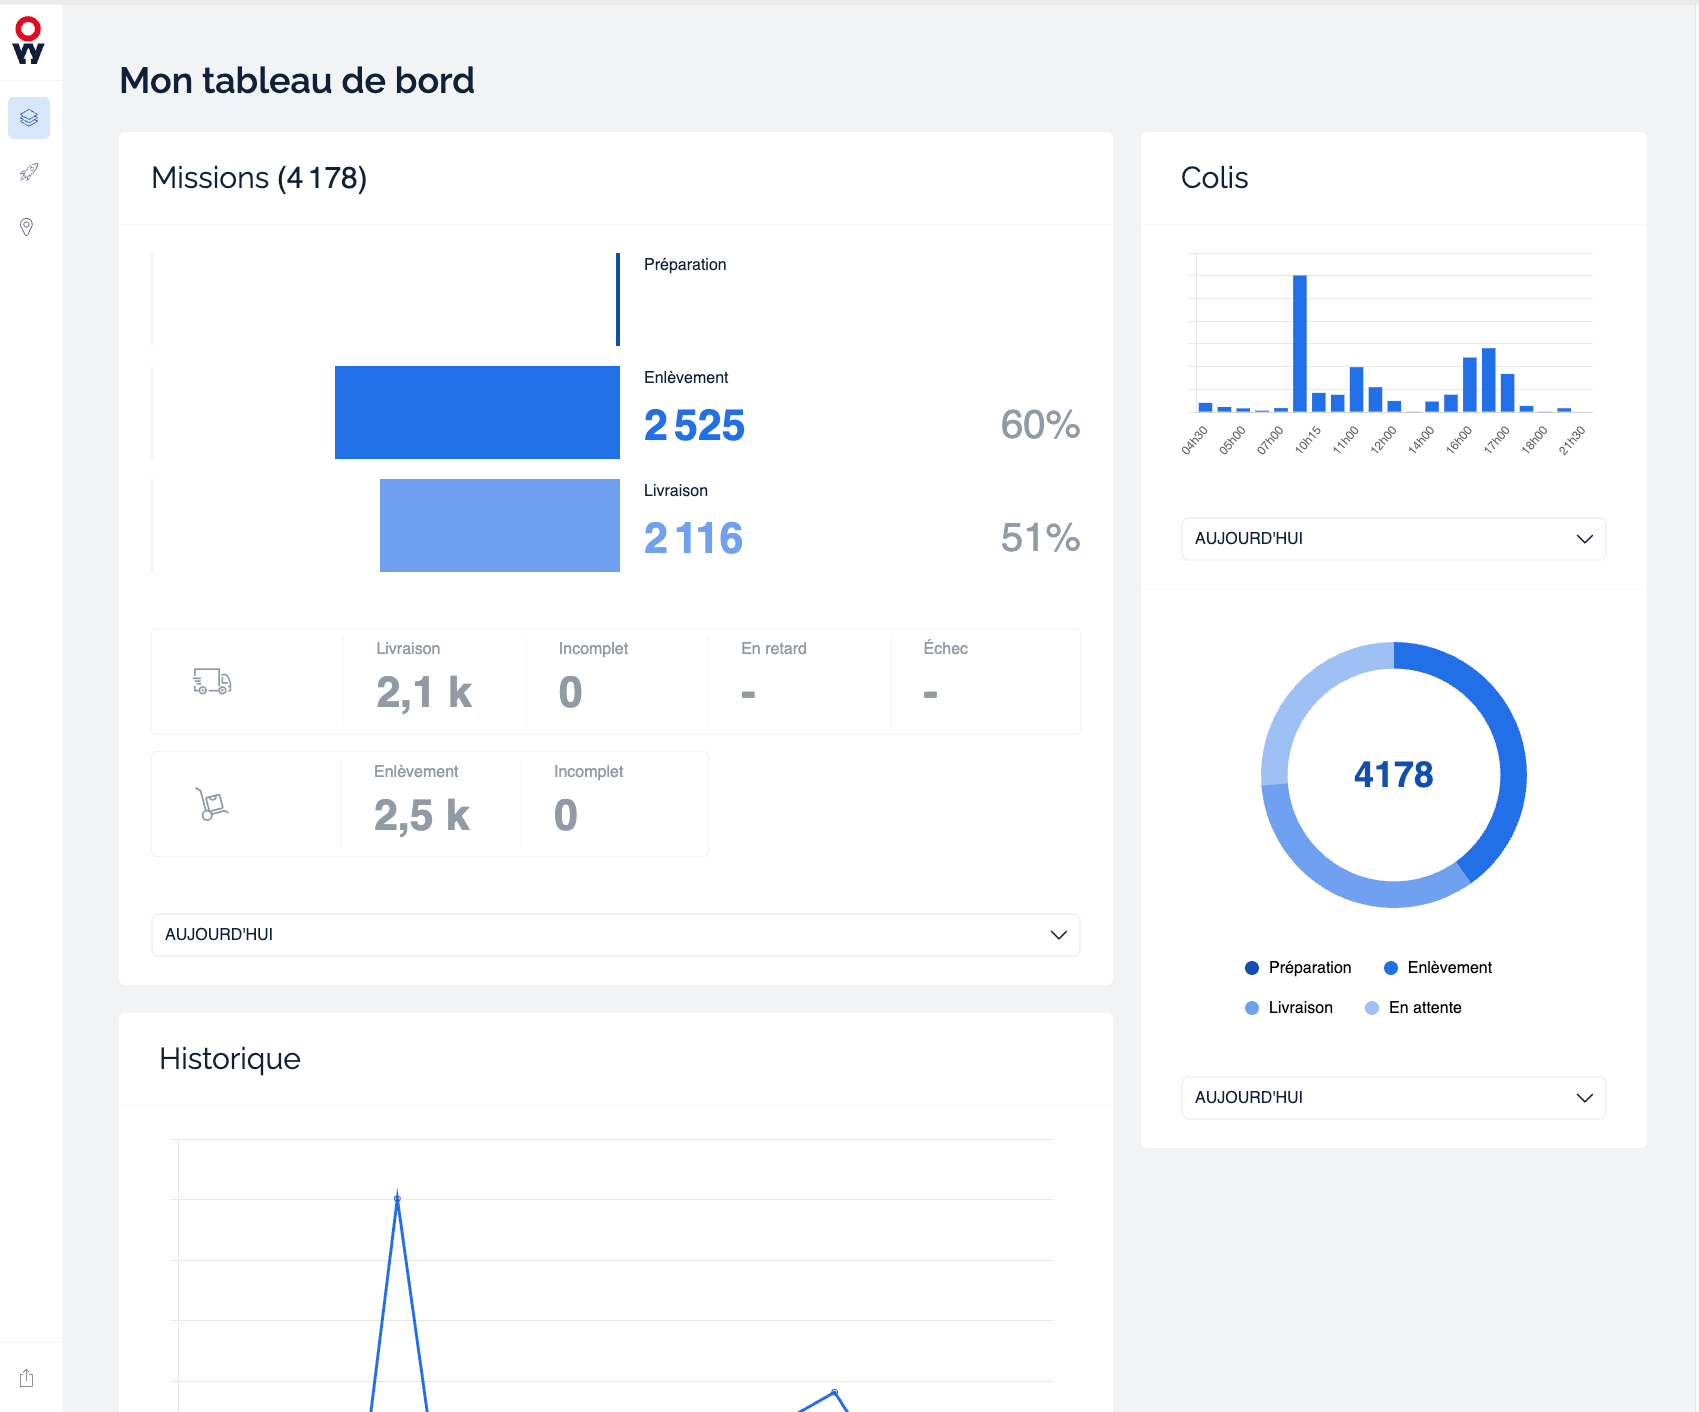 OW
Mon tableau de bord
Missions (4 178)
Préparation
Enlèvement
2 525
60%
Livraison
2 116
51%
Livraison
2,1 k
Incomplet
0
En retard
-
Échec
-
Enlèvement
2,5 k
Incomplet
0
AUJOURD'HUI
Historique
Colis
04h30 05h00 07h00 10h15 11h00 12h00 14h00 16h00 17h00 18h00 21h30
AUJOURD'HUI
4178
Préparation
Enlèvement
Livraison
En attente
AUJOURD'HUI